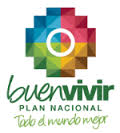 buenvivir
PLAN NACIONAL
Todo el mundo mejor